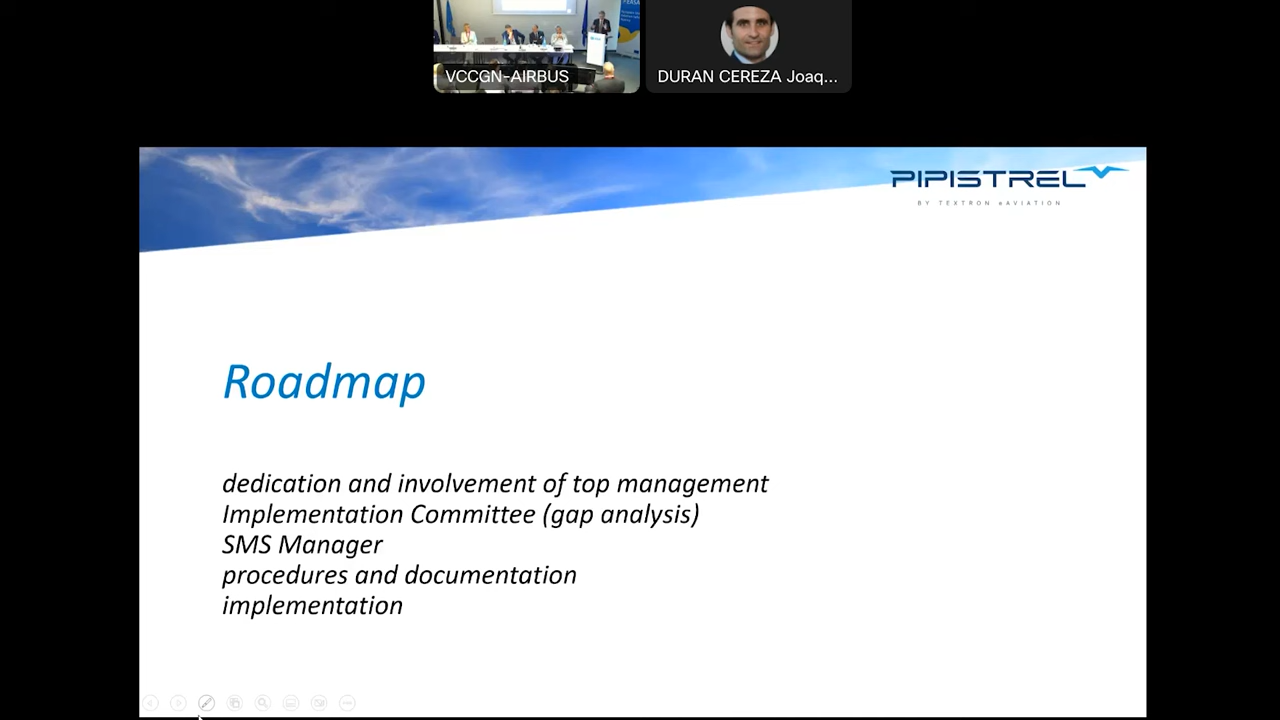 VCCGN-AIRBUS
DURAN CEREZA Joaq...
PIPISTREL
BY TEXTRON eAVIATION
Roadmap
dedication and involvement of top management
Implementation Committee (gap analysis)
SMS Manager
procedures and documentation
implementation